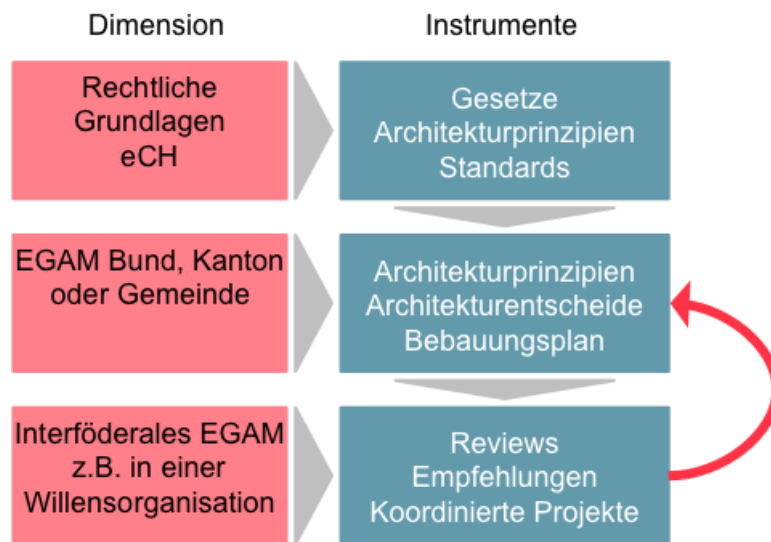 Dimension
Instrumente
Rechtliche
Grundlagen
eCH
Gesetze
Architekturprinzipien
Standards
EGAM Bund, Kanton
oder Gemeinde
Architekturprinzipien
Architekturentscheide
Bebauungsplan
Interföderales EGAM
z.B. in einer
Willensorganisation
Reviews
Empfehlungen
Koordinierte Projekte